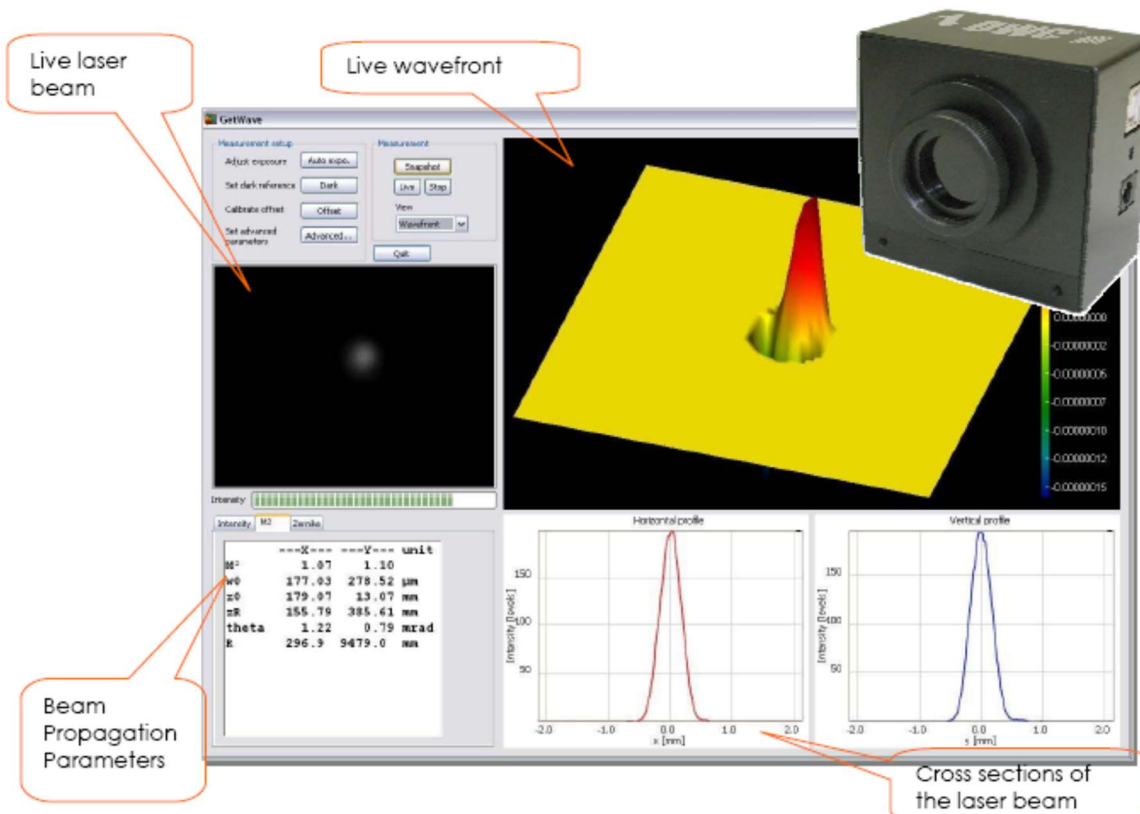 Live laser
beam
Live wavefront
GetWave
Measurement setup
Adjust exposure Auto expo.
Set dark reference Dark
Calibrate offset Offset
Set advanced
parameters Advanced...
Measurement
Snapshot
Live Stop
View
Wavefront
Quit
0.00000000
-0.00000002
-0.00000005
-0.00000007
-0.00000010
-0.00000012
-0.00000015
Intensity
Intensity M2 Zernike
---X--- ---Y--- unit
M² 1.07 1.10
w0 177.03 278.52 µm
z0 179.07 13.07 mm
zR 155.79 385.61 mm
theta 1.22 0.79 mrad
R 296.9 9479.0 mm
Horizontal profile
Intensity [levels]
150
100
50
-2.0 -1.0 0.0 1.0 2.0
x [mm]
Vertical profile
Intensity [levels]
150
100
50
-2.0 -1.0 0.0 1.0 2.0
y [mm]
Beam
Propagation
Parameters
Cross sections of
the laser beam